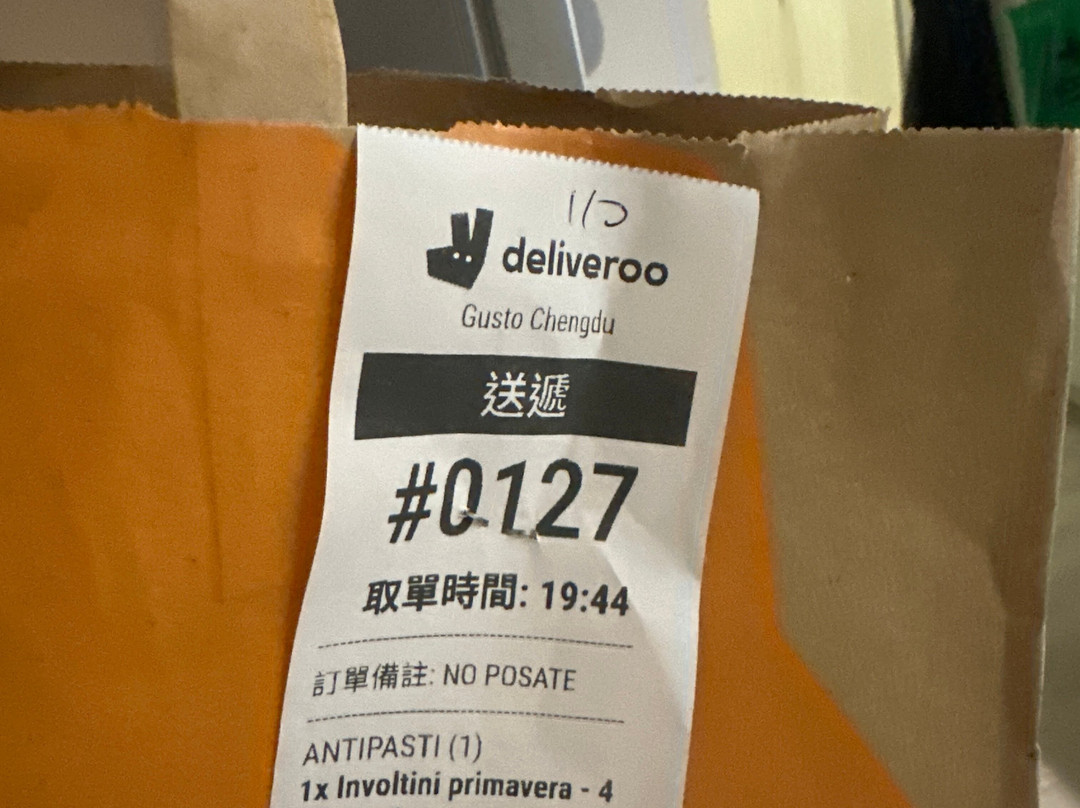 1/2
deliveroo
Gusto Chengdu
送遞
#0127
取單時間: 19:44
訂單備註: NO POSATE
ANTIPASTI (1)
1x Involtini primavera - 4